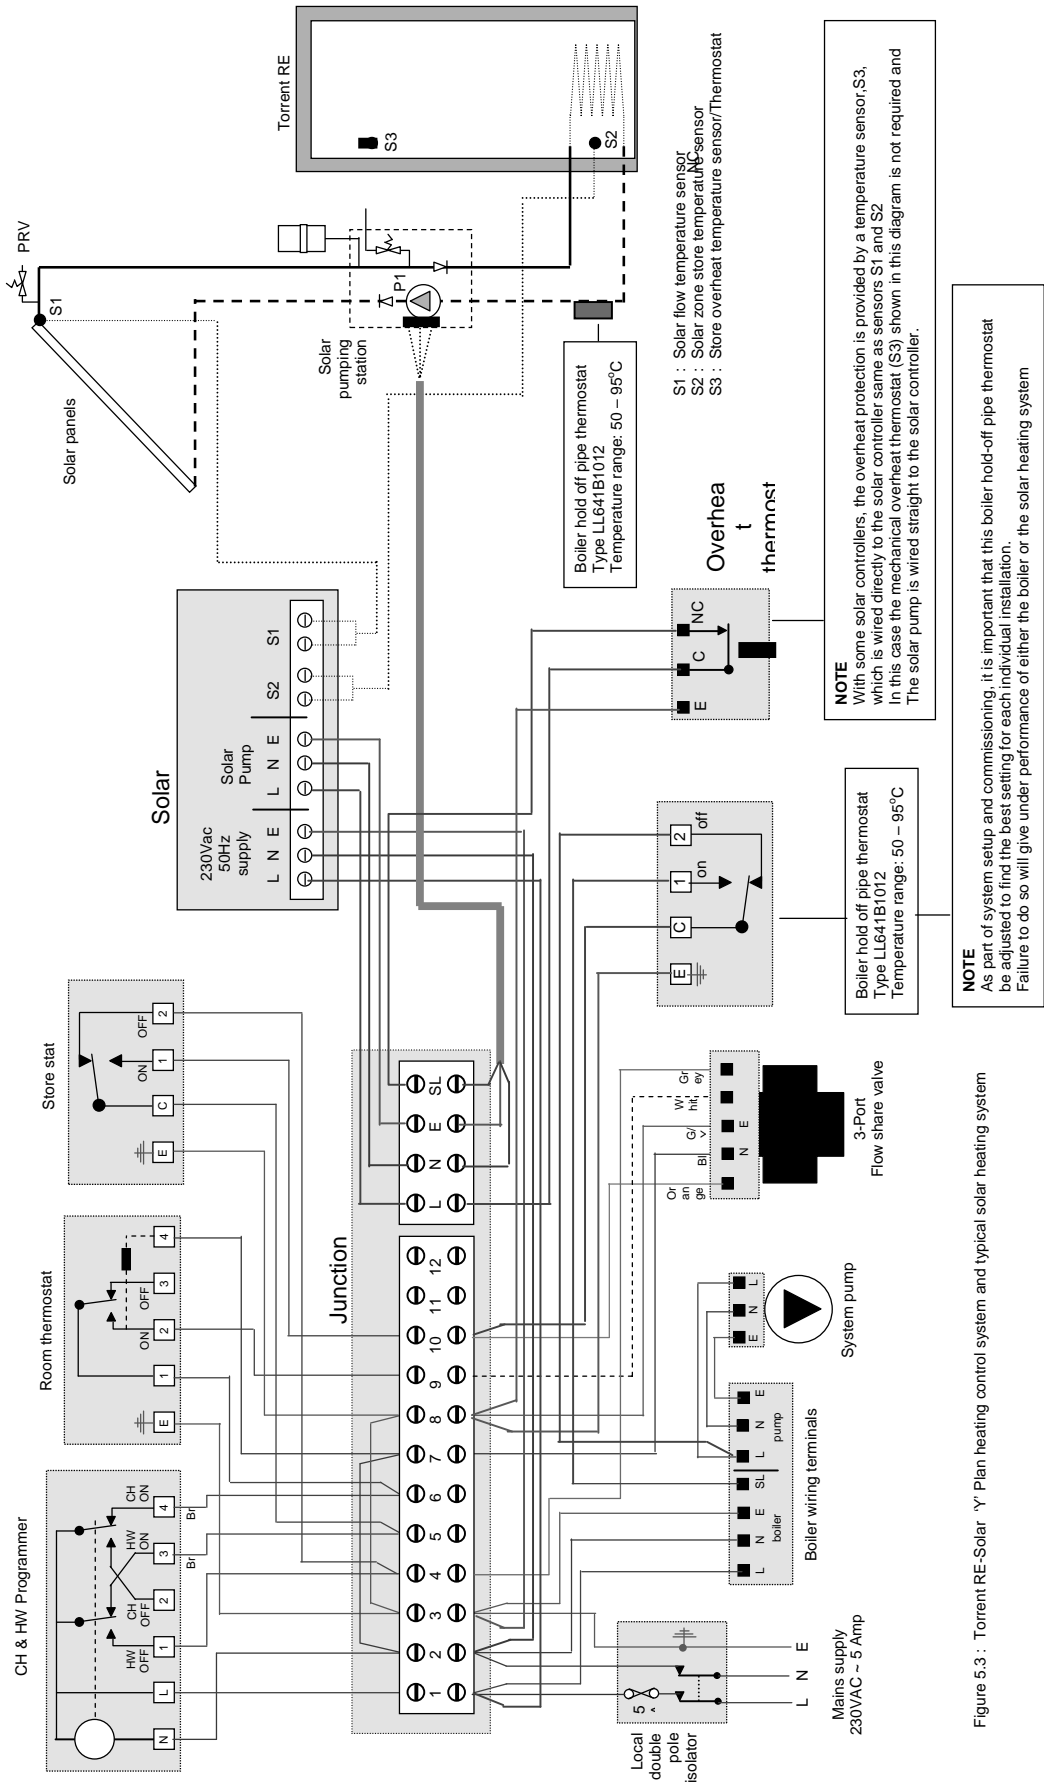 CH & HW Programmer
N
L
HW
OFF
1
CH
OFF
2
HW
ON
3
Br
CH
ON
4
Br
Room thermostat
E
1
ON
2
OFF
3
4
Store stat
E
C
ON
1
OFF
2
Solar
230Vac
50Hz
supply
L N E
Solar
Pump
L N E
S2
S1
Solar panels
S1
PRV
Solar
pumping
station
P1
Torrent RE
S3
S2
Junction
1
2
3
4
5
6
7
8
9
10
11
12
L
N
E
SL
Boiler hold off pipe thermostat
Type LL641B1012
Temperature range: 50 – 95°C
S1 : Solar flow temperature sensor
NC
S2 : Solar zone store temperature sensor
S3 : Store overheat temperature sensor/Thermostat
Local
double
pole
isolator
5
A
L
N
E
Mains supply
230VAC ~ 5 Amp
L
N
E
boiler
SL
L
N
E
pump
Boiler wiring terminals
E
N
L
System pump
Or
an
ge
Bl
N
G/
Y
E
W
hit
Gr
ey
3-Port
Flow share valve
E
C
1
on
2
off
E
C
NC
Overhea
t
thermost
Boiler hold off pipe thermostat
Type LL641B1012
Temperature range: 50 – 95°C
NOTE
With some solar controllers, the overheat protection is provided by a temperature sensor,S3,
which is wired directly to the solar controller same as sensors S1 and S2
In this case the mechanical overheat thermostat (S3) shown in this diagram is not required and
The solar pump is wired straight to the solar controller.
NOTE
As part of system setup and commissioning, it is important that this boiler hold-off pipe thermostat
be adjusted to find the best setting for each individual installation.
Failure to do so will give under performance of either the boiler or the solar heating system
Figure 5.3 : Torrent RE-Solar 'Y' Plan heating control system and typical solar heating system